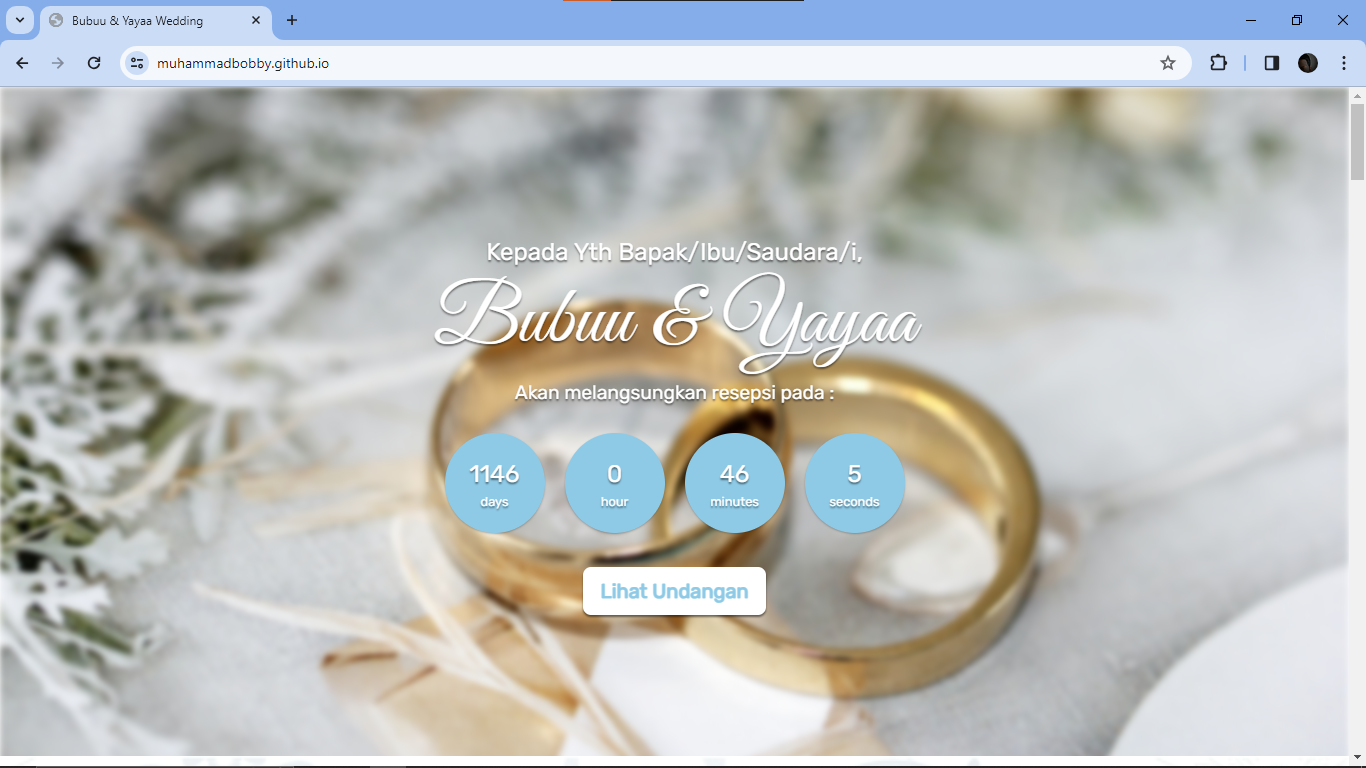 Bubuu & Yayaa Wedding
muhammadbobby.github.io
Kepada Yth Bapak/Ibu/Saudara/i,
Bubuu & Yayaa
Akan melangsungkan resepsi pada :
1146 0 46 5
days hour minutes seconds
Lihat Undangan